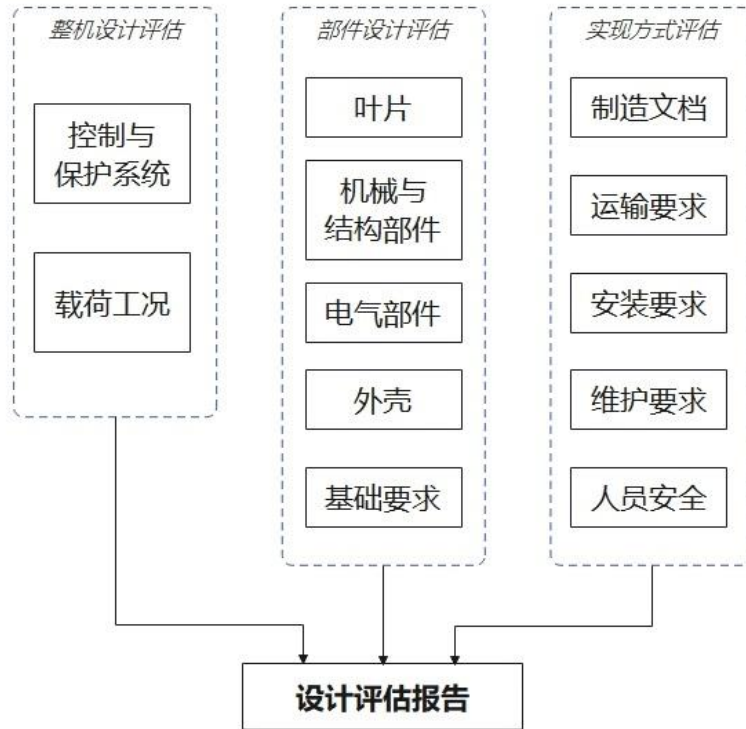 整机设计评估
控制与
保护系统
载荷工况
部件设计评估
叶片
机械与
结构部件
电气部件
外壳
基础要求
实现方式评估
制造文档
运输要求
安装要求
维护要求
人员安全
设计评估报告